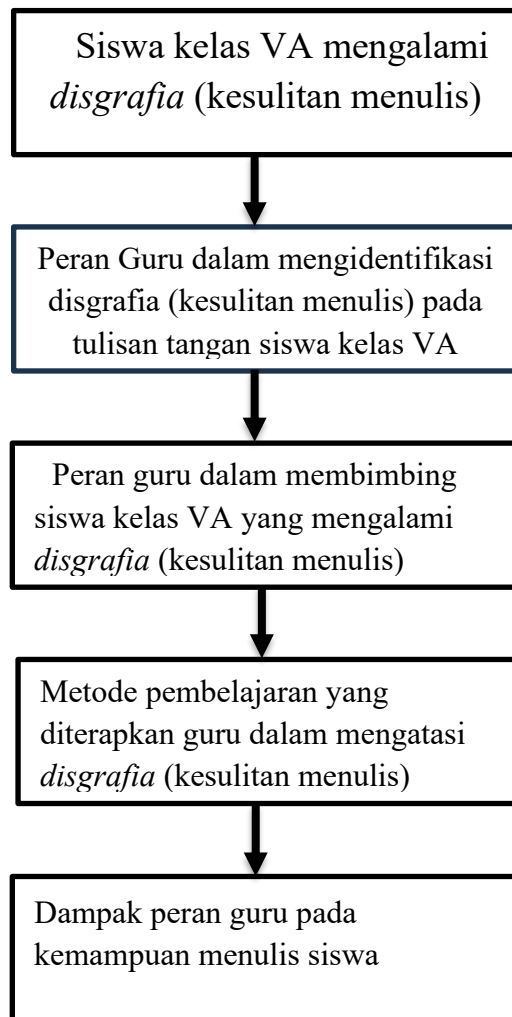 Siswa kelas VA mengalami
disgrafia (kesulitan menulis)
Peran Guru dalam mengidentifikasi
disgrafia (kesulitan menulis) pada
tulisan tangan siswa kelas VA
Peran guru dalam membimbing
siswa kelas VA yang mengalami
disgrafia (kesulitan menulis)
Metode pembelajaran yang
diterapkan guru dalam mengatasi
disgrafia (kesulitan menulis)
Dampak peran guru pada
kemampuan menulis siswa